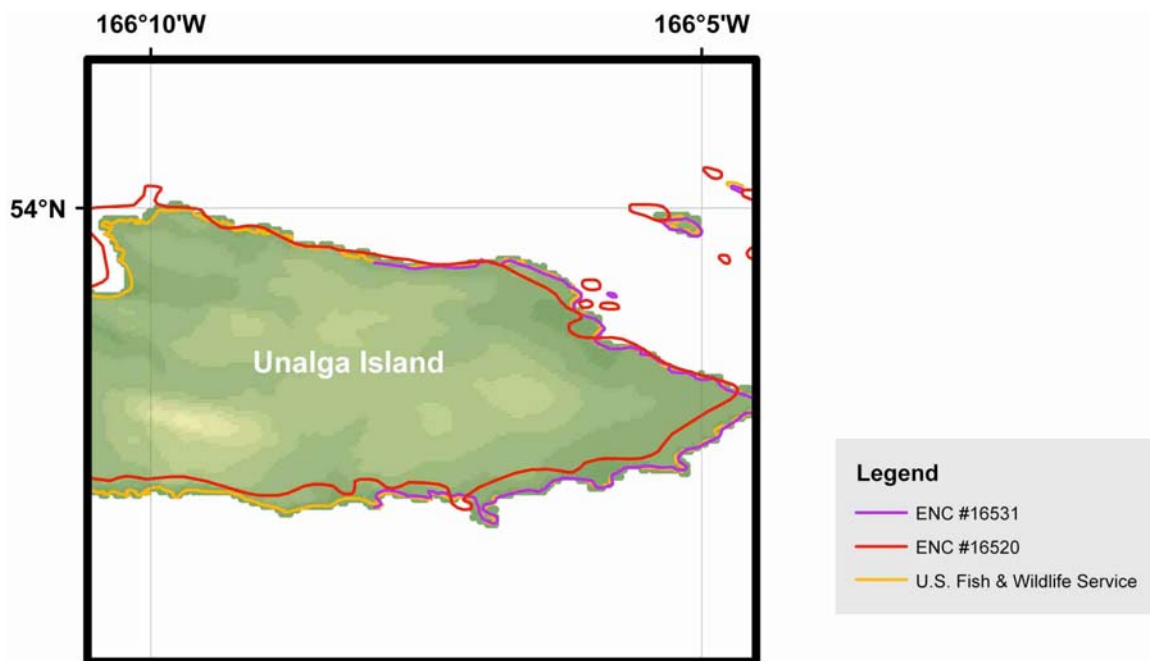 166°10'W
166°5'W
54°N
Unalga Island
Legend
ENC #16531
ENC #16520
U.S. Fish & Wildlife Service